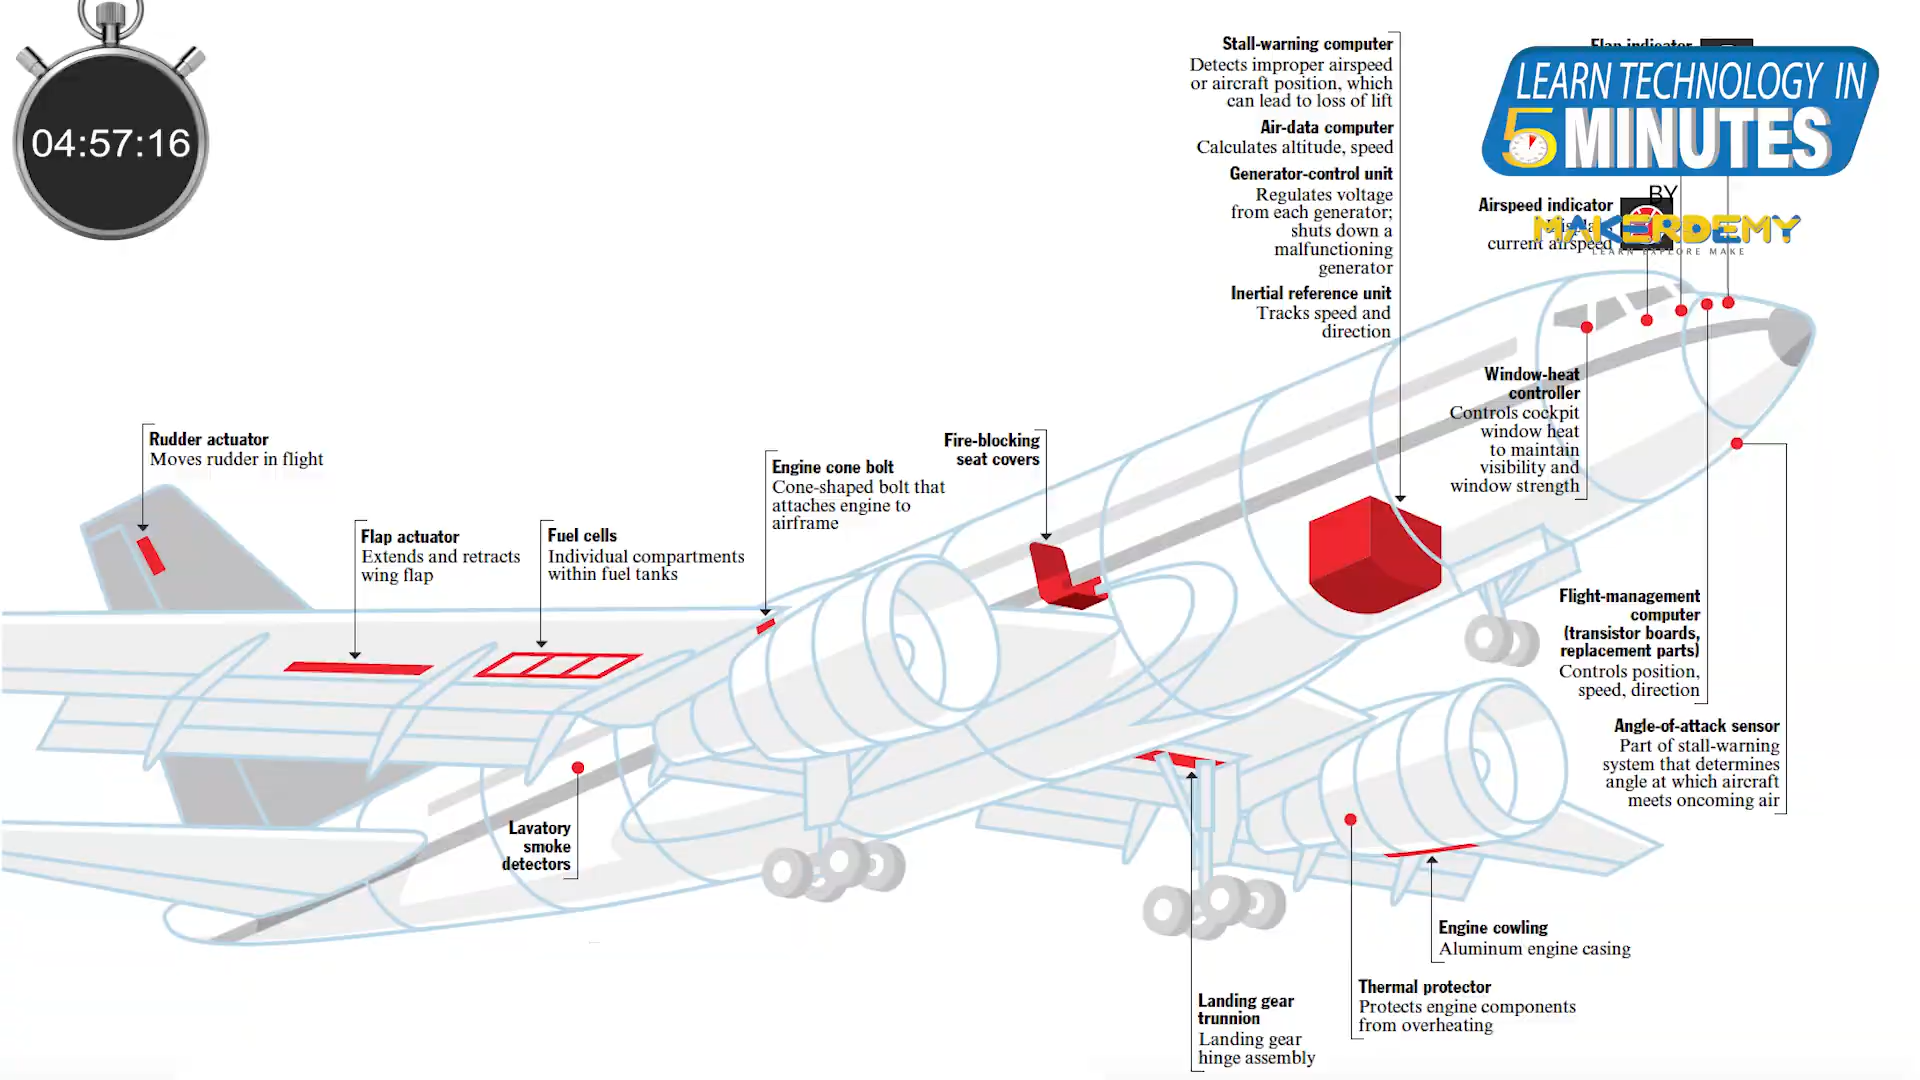 04:57:16
Stall-warning computer
Detects improper airspeed
or aircraft position, which
can lead to loss of lift
Air-data computer
Calculates altitude, speed
Generator-control unit
Regulates voltage
from each generator;
shuts down a
malfunctioning
generator
Inertial reference unit
Tracks speed and
direction
Flap indicator
LEARN TECHNOLOGY IN
5 MINUTES
BY
MAKERDEMY
LEARN EXPLORE MAKE
Airspeed indicator
current airspeed
Window-heat
controller
Controls cockpit
window heat
to maintain
visibility and
window strength
Rudder actuator
Moves rudder in flight
Flap actuator
Extends and retracts
wing flap
Fuel cells
Individual compartments
within fuel tanks
Engine cone bolt
Cone-shaped bolt that
attaches engine to
airframe
Fire-blocking
seat covers
Flight-management
computer
(transistor boards,
replacement parts)
Controls position,
speed, direction
Angle-of-attack sensor
Part of stall-warning
system that determines
angle at which aircraft
meets oncoming air
Lavatory
smoke
detectors
Engine cowling
Aluminum engine casing
Thermal protector
Protects engine components
from overheating
Landing gear
trunnion
Landing gear
hinge assembly